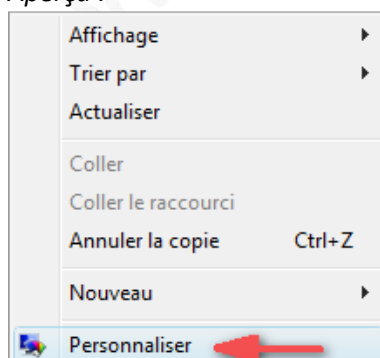 Aperçu :
Affichage
Trier par
Actualiser
Coller
Coller le raccourci
Annuler la copie Ctrl+Z
Nouveau
Personnaliser